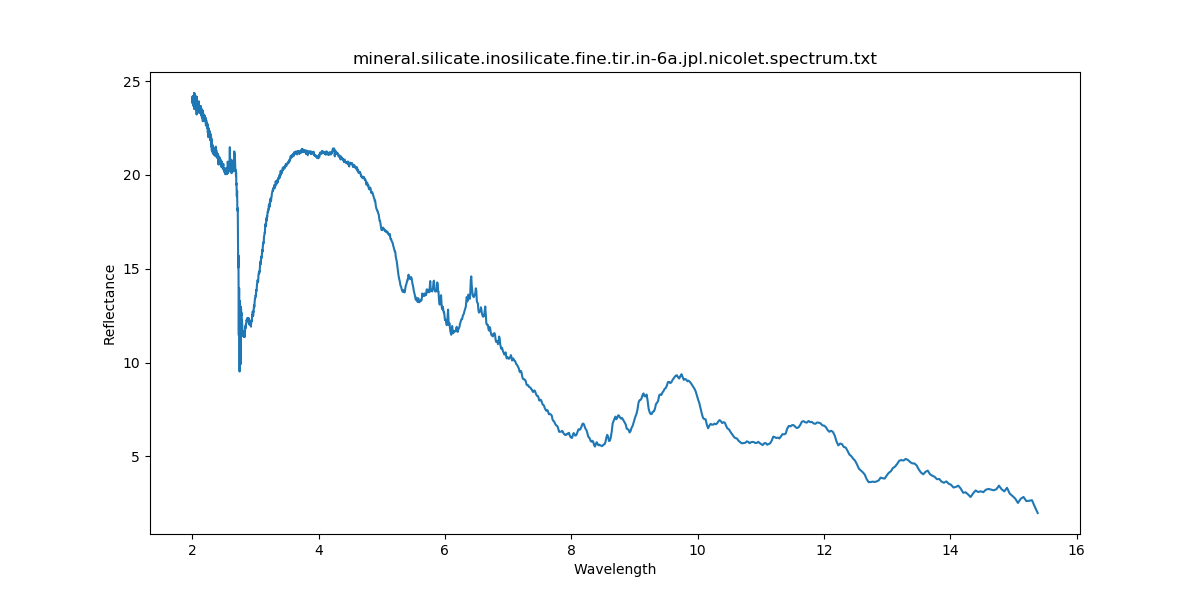 mineral.silicate.inosilicate.fine.tir.in-6a.jpl.nicolet.spectrum.txt
25
20
15
10
5
Reflectance
2 4 6 8 10 12 14 16
Wavelength